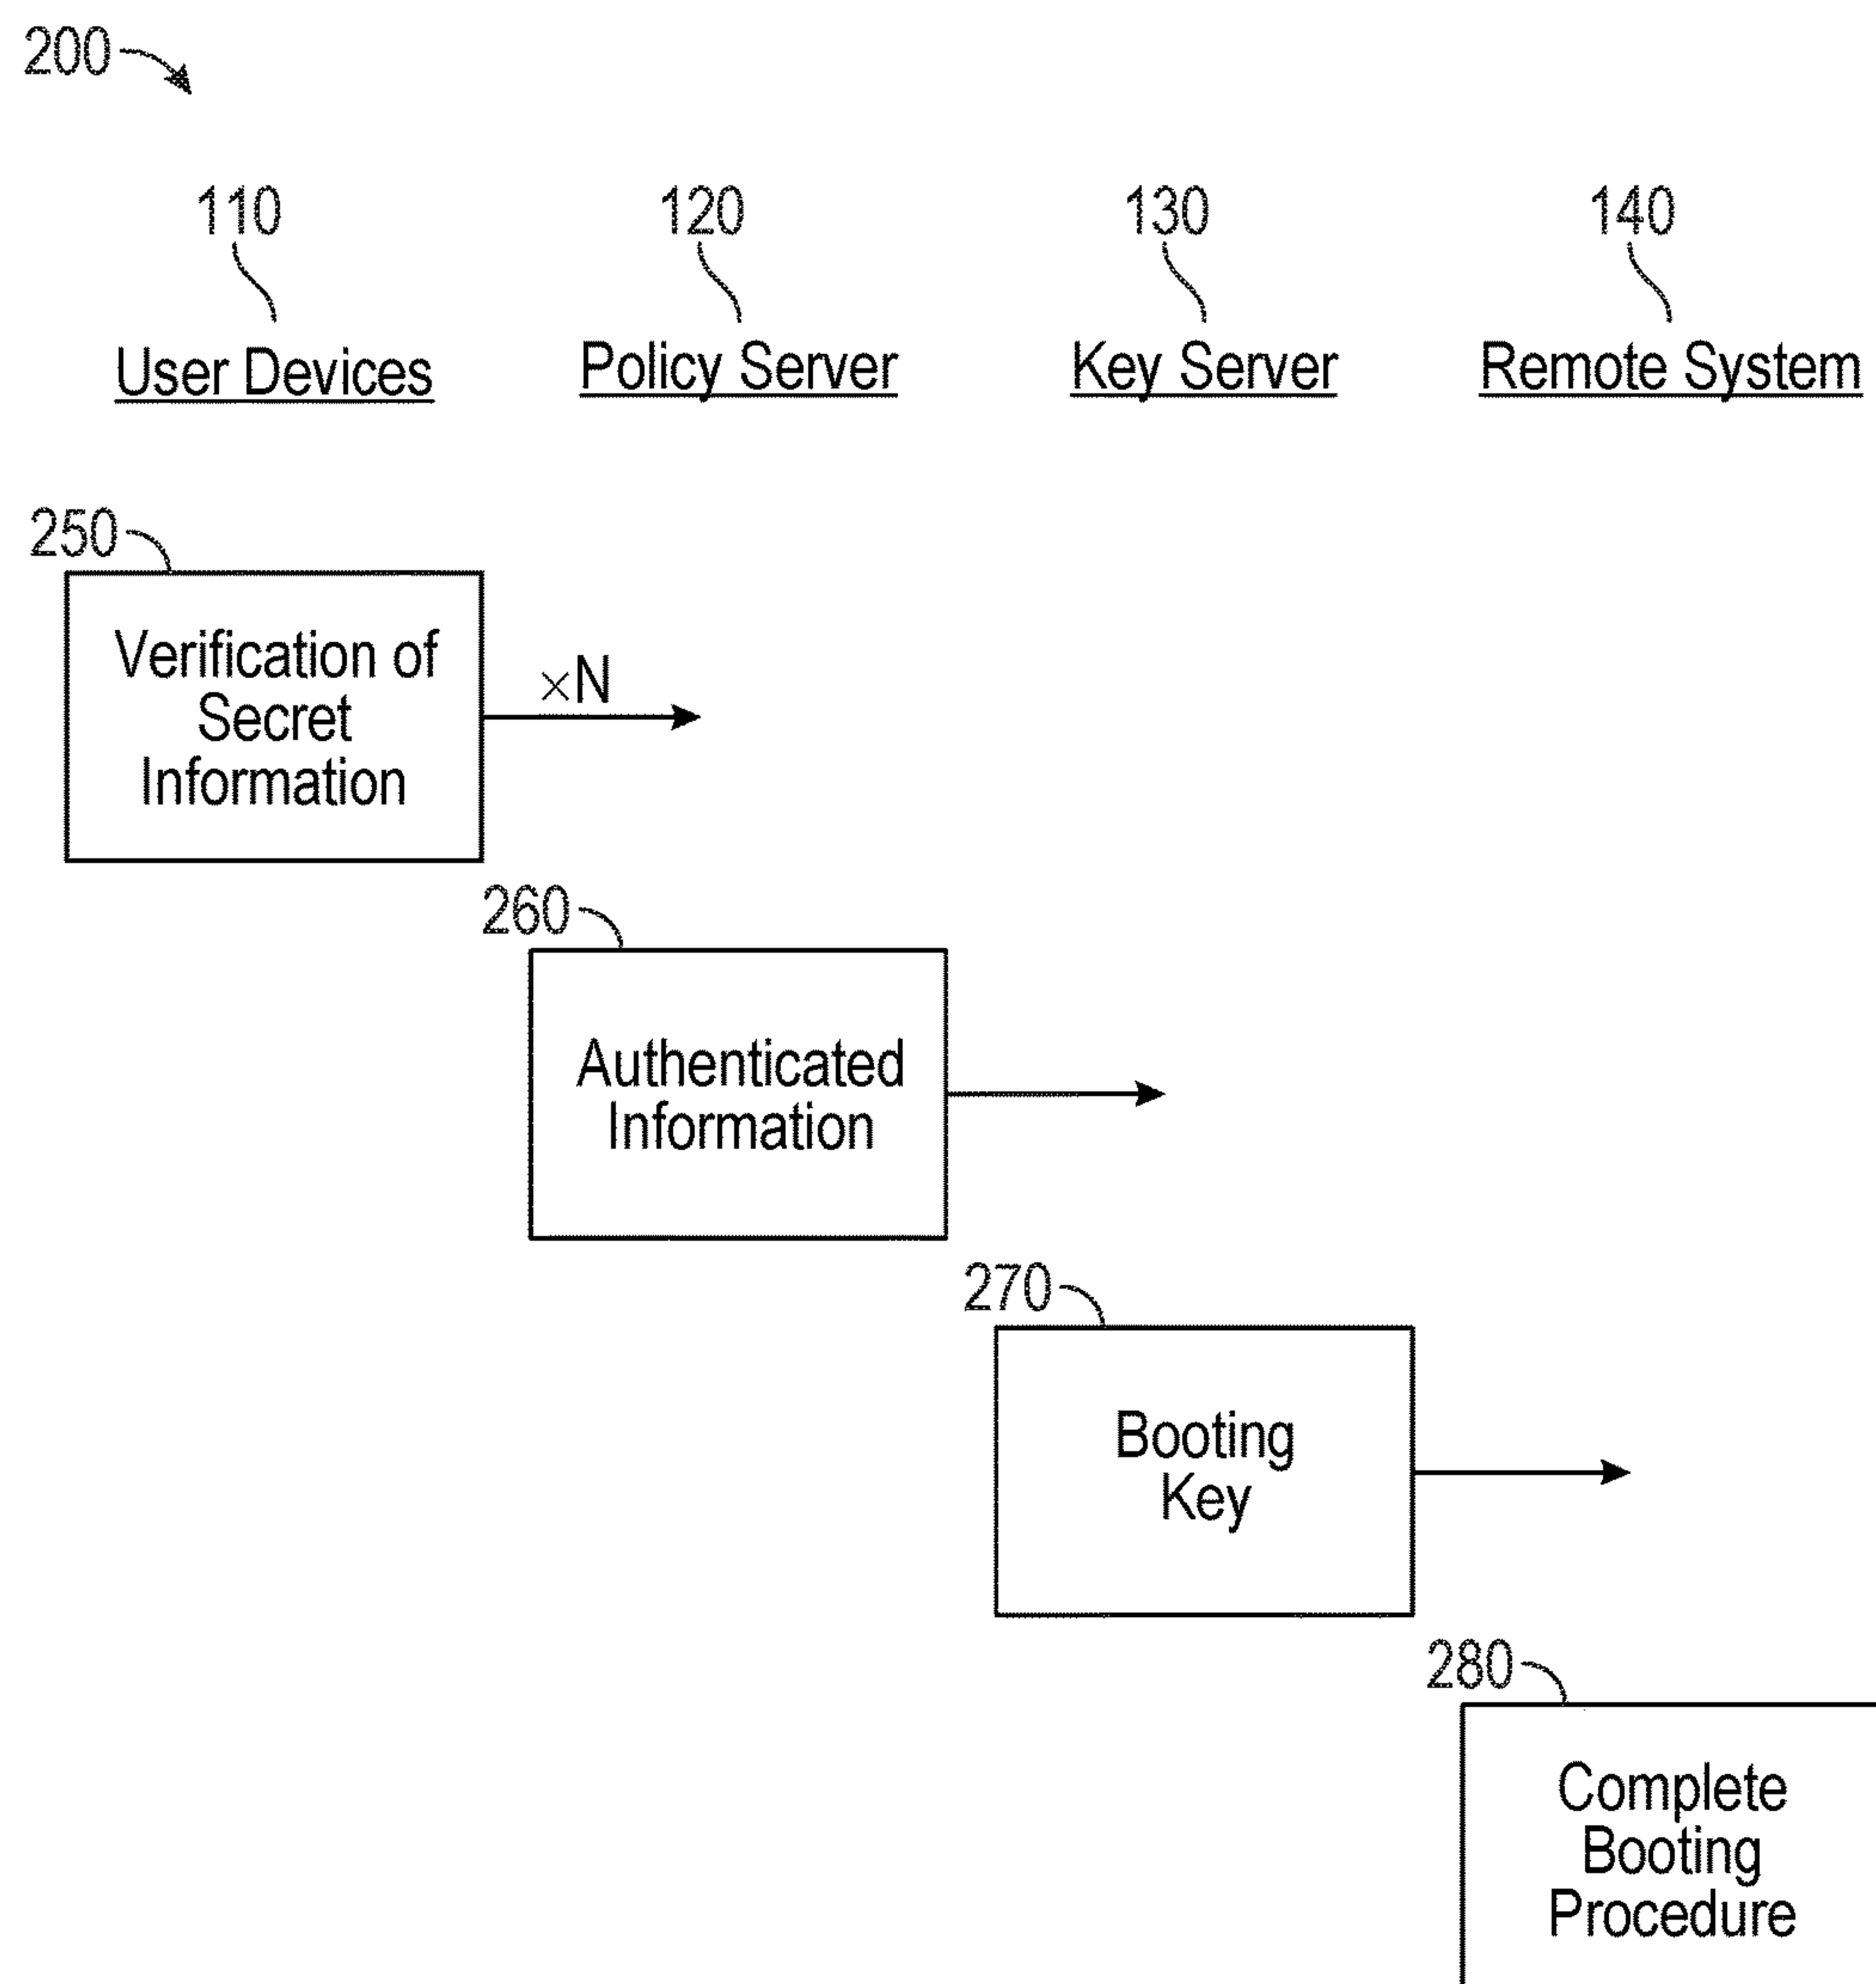 200
110 120 130 140
User Devices Policy Server Key Server Remote System
250
Verification of
Secret
Information
×N
260
Authenticated
Information
270
Booting
Key
280
Complete
Booting
Procedure